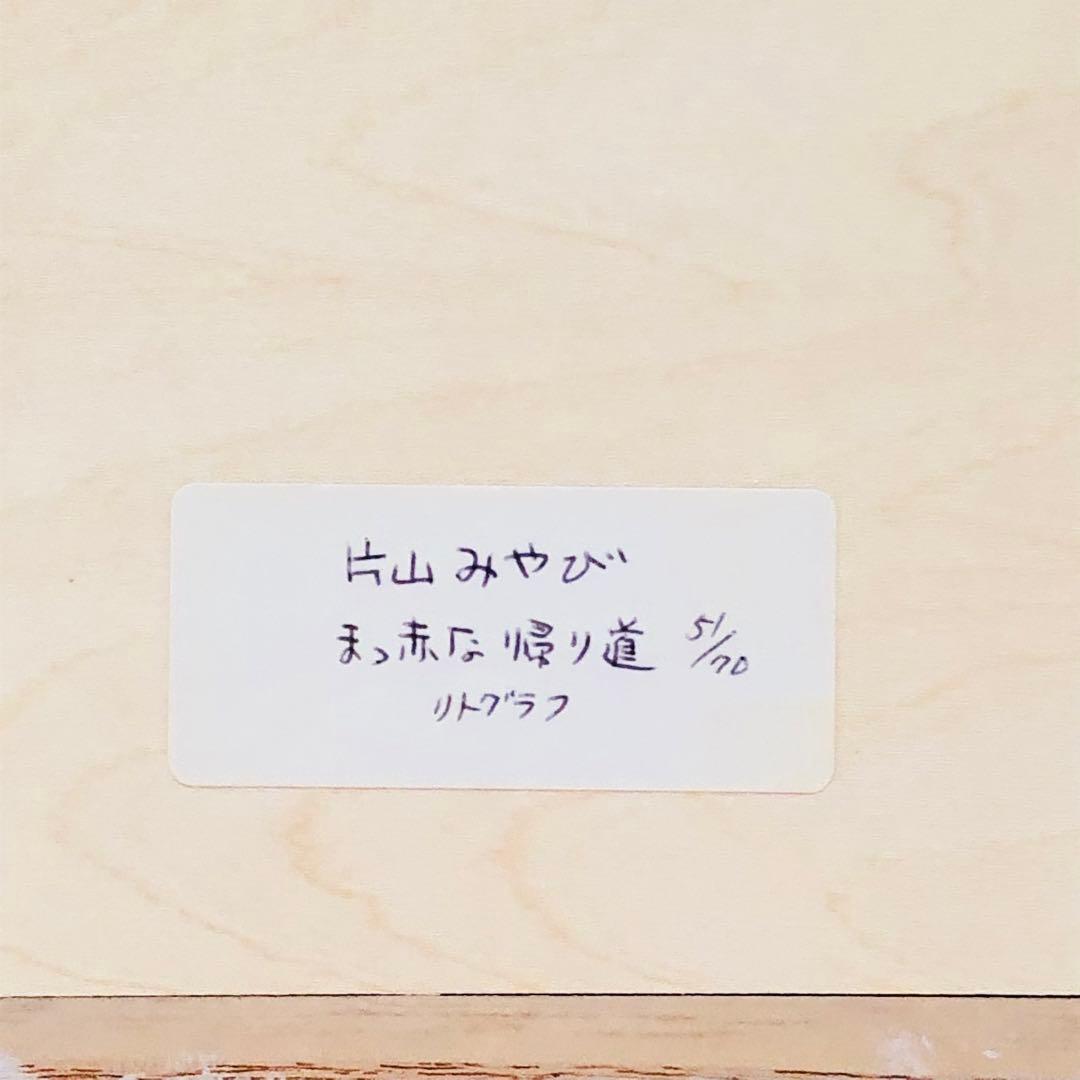 片山 みやび
まっ赤な帰り道 51/70
リトグラフ